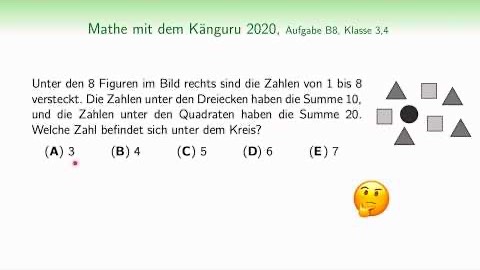 Mathe mit dem Känguru 2020, Aufgabe B8, Klasse 3,4
Unter den 8 Figuren im Bild rechts sind die Zahlen von 1 bis 8
versteckt. Die Zahlen unter den Dreiecken haben die Summe 10,
und die Zahlen unter den Quadraten haben die Summe 20.
Welche Zahl befindet sich unter dem Kreis?
(A) 3 (B) 4 (C) 5 (D) 6 (E) 7